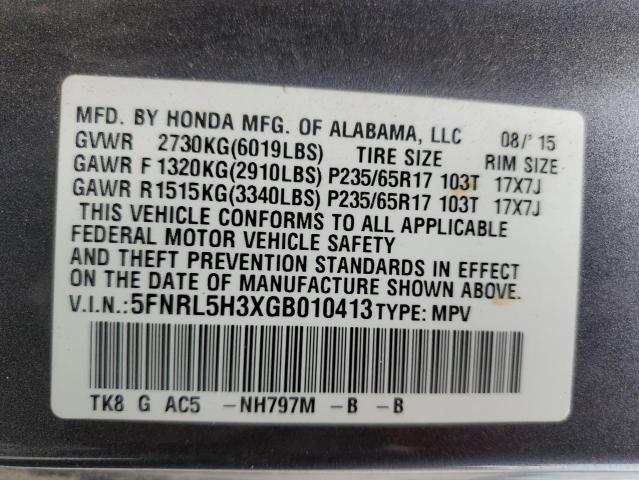 MFD. BY HONDA MFG. OF ALABAMA, LLC 08/'15
GVWR 2730KG(6019LBS) TIRE SIZE RIM SIZE
GAWR F 1320KG(2910LBS) P235/65R17 103T 17X7J
GAWR R1515KG(3340LBS) P235/65R17 103T 17X7J
THIS VEHICLE CONFORMS TO ALL APPLICABLE
FEDERAL MOTOR VEHICLE SAFETY
AND THEFT PREVENTION STANDARDS IN EFFECT
ON THE DATE OF MANUFACTURE SHOWN ABOVE.
V.I.N.:5FNRL5H3XGB010413 TYPE: MPV
TK8 G AC5 -NH797M -B -B